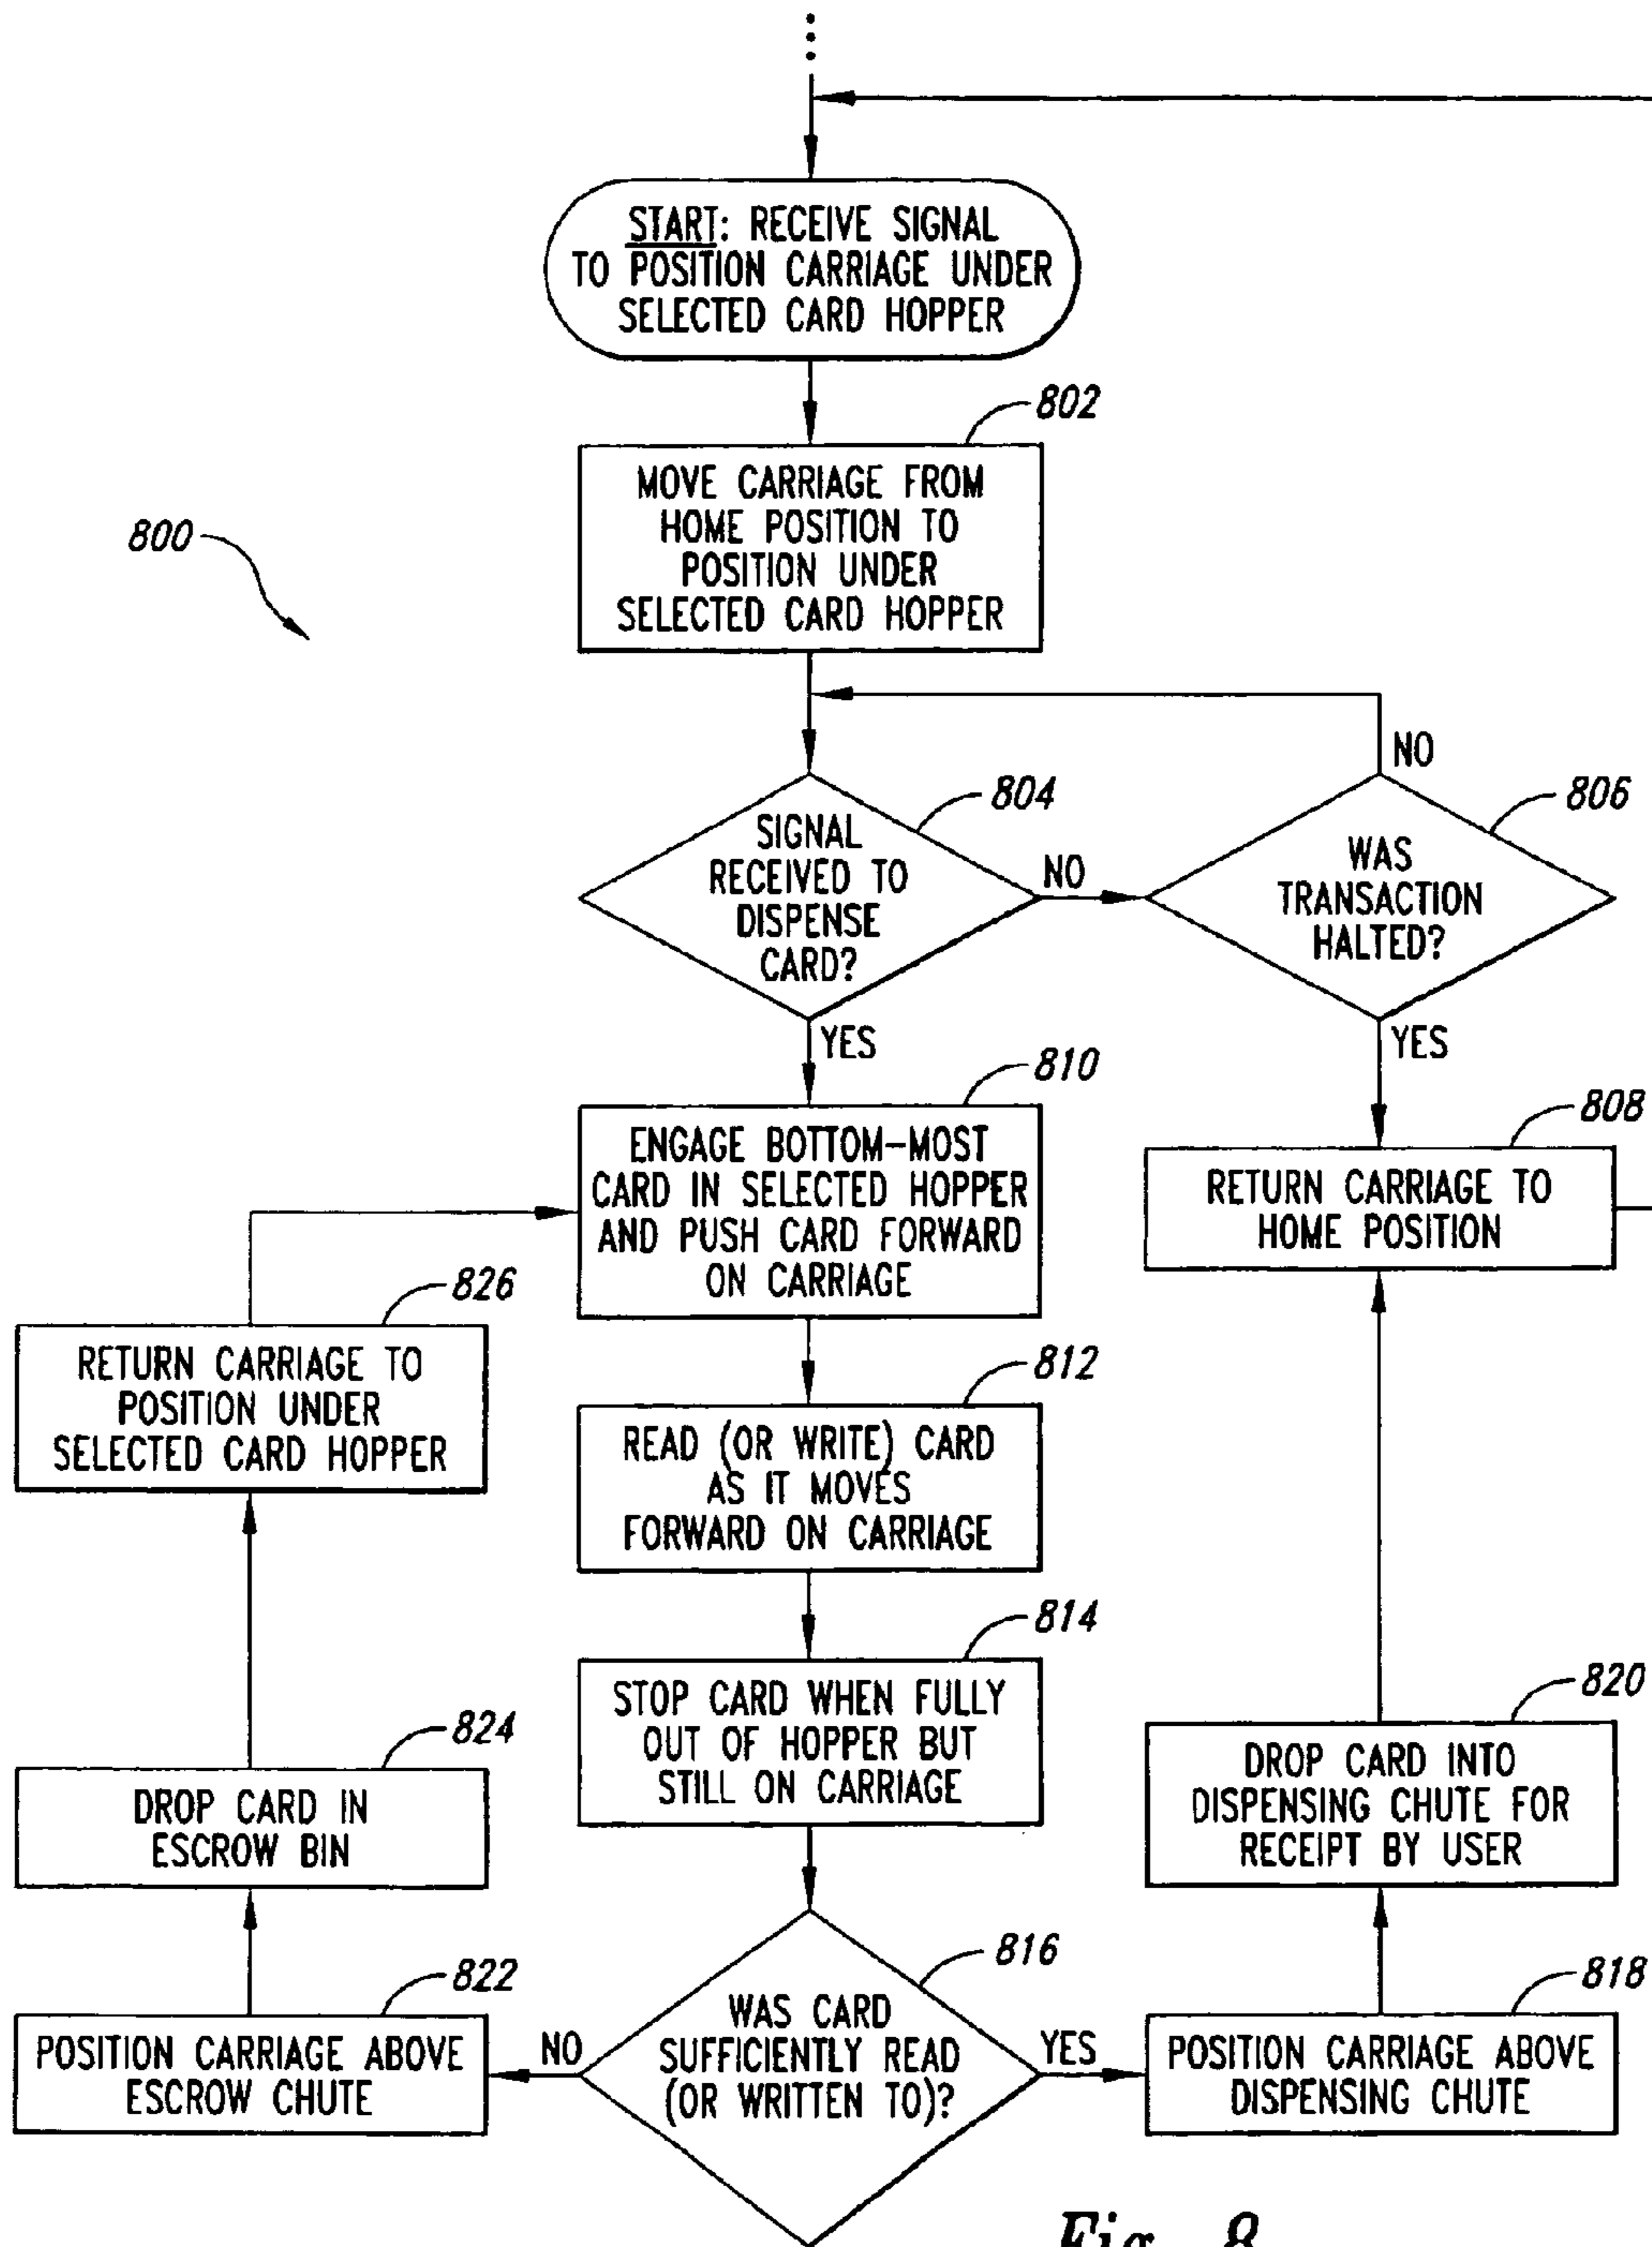 START: RECEIVE SIGNAL
TO POSITION CARRIAGE UNDER
SELECTED CARD HOPPER
802
MOVE CARRIAGE FROM
HOME POSITION TO
POSITION UNDER
SELECTED CARD HOPPER
800
804
SIGNAL
RECEIVED TO
DISPENSE
CARD?
NO
YES
806
WAS
TRANSACTION
HALTED?
NO
YES
808
RETURN CARRIAGE TO
HOME POSITION
810
ENGAGE BOTTOM-MOST
CARD IN SELECTED HOPPER
AND PUSH CARD FORWARD
ON CARRIAGE
826
RETURN CARRIAGE TO
POSITION UNDER
SELECTED CARD HOPPER
812
READ (OR WRITE) CARD
AS IT MOVES
FORWARD ON CARRIAGE
814
STOP CARD WHEN FULLY
OUT OF HOPPER BUT
STILL ON CARRIAGE
820
DROP CARD INTO
DISPENSING CHUTE FOR
RECEIPT BY USER
824
DROP CARD IN
ESCROW BIN
816
WAS CARD
SUFFICIENTLY READ
(OR WRITTEN TO)?
NO
YES
822
POSITION CARRIAGE ABOVE
ESCROW CHUTE
818
POSITION CARRIAGE ABOVE
DISPENSING CHUTE
Fig. 8